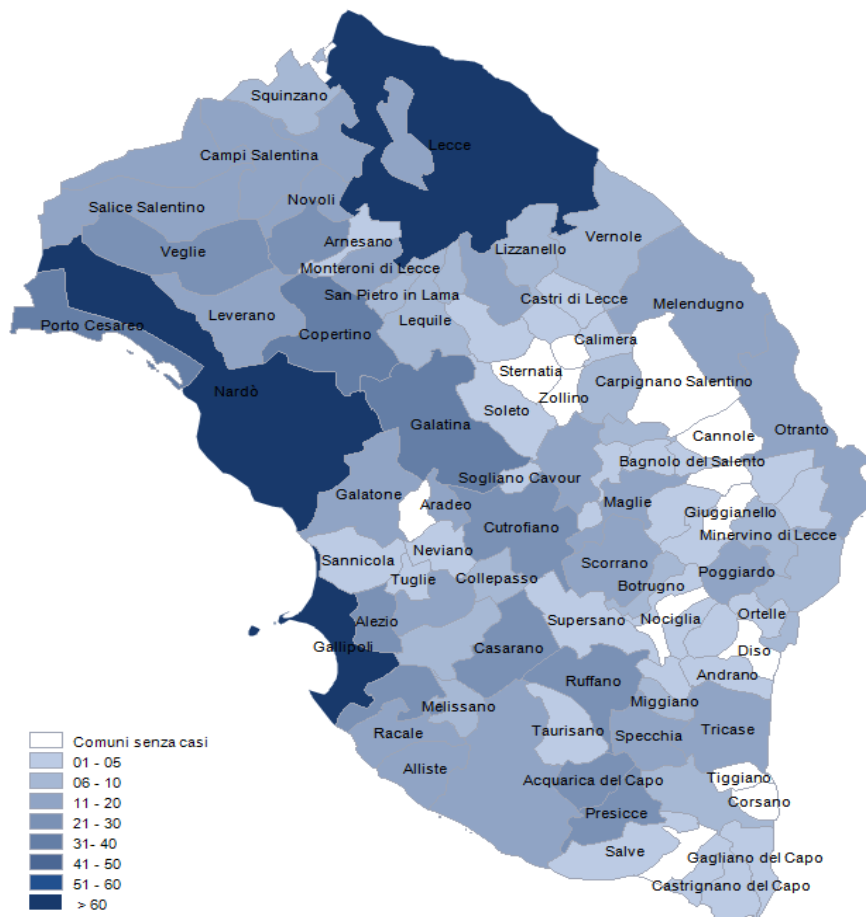 Squinzano
Lecce
Campi Salentina
Novoli
Salice Salentino
Vernole
Arnesano
Lizzanello
Veglie
Monteroni di Lecce
San Pietro in Lama
Castri di Lecce
Melendugno
Leverano
Lequile
Porto Cesareo
Copertino
Calimera
Sternatia
Carpignano Salentino
Nardò
Zollino
Soleto
Galatina
Otranto
Cannole
Bagnolo del Salento
Sogliano Cavour
Galatone
Aradeo
Maglie
Giuggianello
Cutrofiano
Minervino di Lecce
Neviano
Sannicola
Scorrano
Poggiardo
Tuglie
Collepasso
Botrugno
Ortelle
Alezio
Supersano
Nociglia
Gallipoli
Casarano
Diso
Andrano
Ruffano
Miggiano
Melissano
Taurisano
Tricase
Racale
Specchia
Alliste
Acquarica del Capo
Tiggiano
Corsano
Presicce
Salve
Gagliano del Capo
Castrignano del Capo
Comuni senza casi
01 - 05
06 - 10
11 - 20
21 - 30
31- 40
41 - 50
51 - 60
> 60